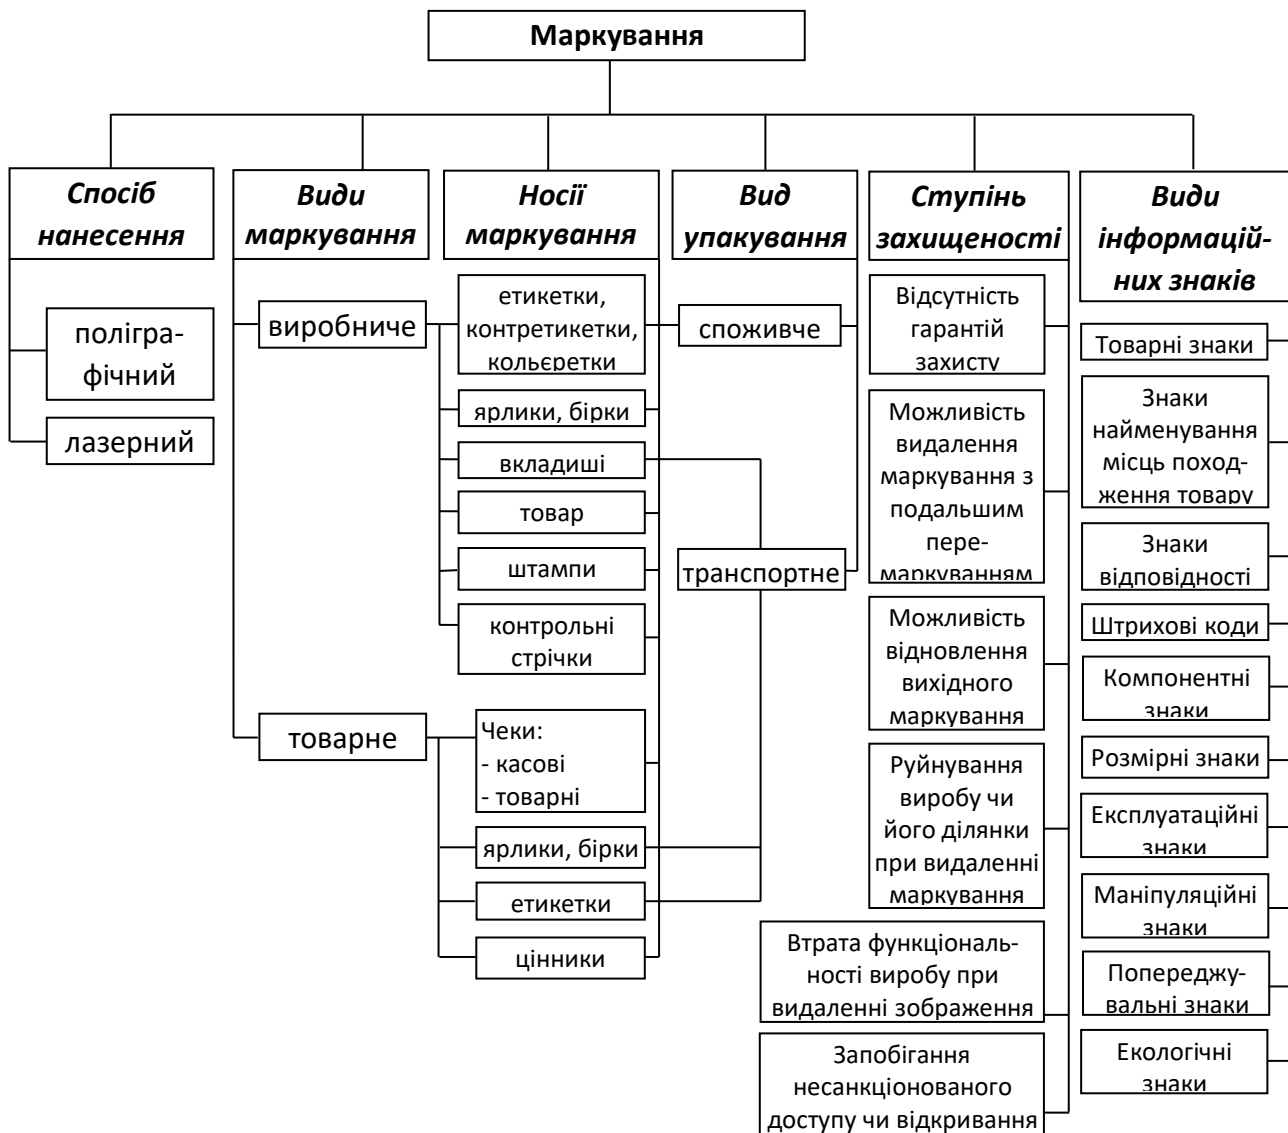 Маркування
Спосіб
нанесення
полігра-
фічний
лазерний
Види
маркування
виробниче
товарне
Носії
маркування
етикетки,
контретикетки,
кольєретки
ярлики, бірки
вкладиші
товар
штампи
контрольні
стрічки
Чеки:
- касові
- товарні
ярлики, бірки
етикетки
цінники
Вид
упакування
споживче
транспортне
Ступінь
захищеності
Відсутність
гарантій
захисту
Можливість
видалення
маркування з
подальшим
пере-
маркуванням
Можливість
відновлення
вихідного
маркування
Руйнування
виробу чи
його ділянки
при видаленні
маркування
Втрата функціональ-
ності виробу при
видаленні зображення
Запобігання
несанкціонованого
доступу чи відкривання
Види
інформацій-
них знаків
Товарні знаки
Знаки
найменування
місць поход-
ження товару
Знаки
відповідності
Штрихові коди
Компонентні
знаки
Розмірні знаки
Експлуатаційні
знаки
Маніпуляційні
знаки
Попереджу-
вальні знаки
Екологічні
знаки